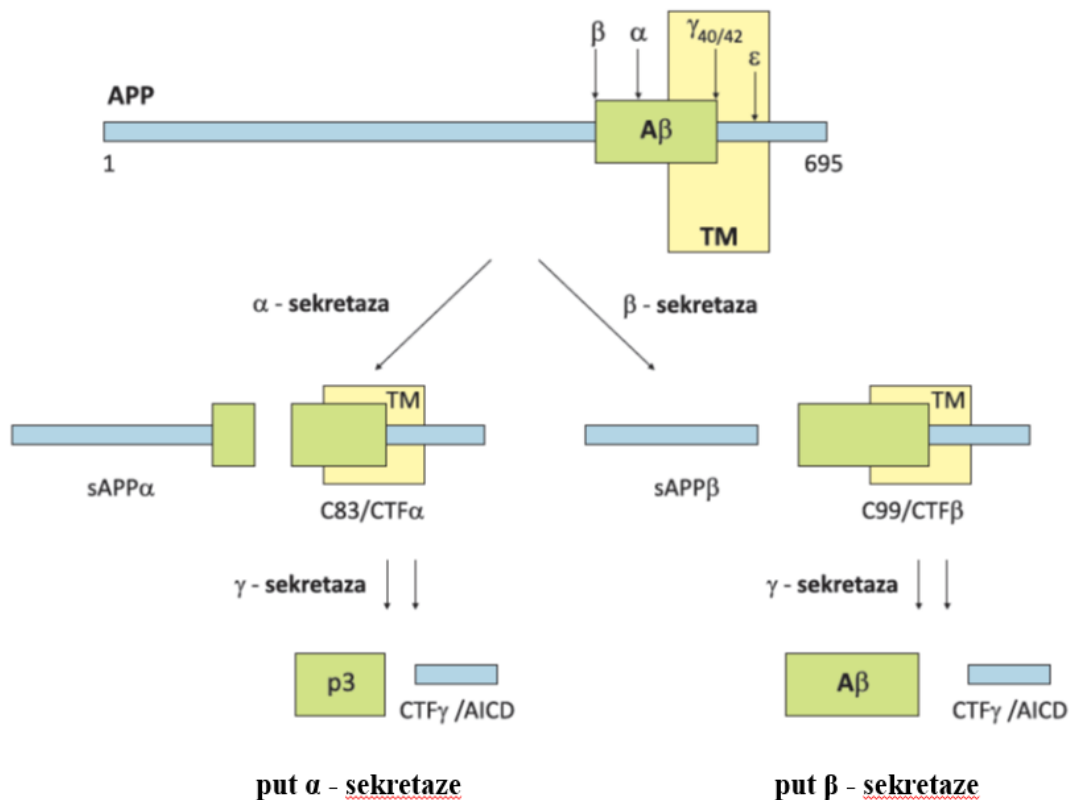 β α γ40/42
ε
APP
Aβ
1 695
TM
α - sekretaza β - sekretaza
TM TM
sAPPα sAPPβ
C83/CTFα C99/CTFβ
γ - sekretaza γ - sekretaza
p3 Aβ
CTFγ /AICD CTFγ /AICD
put α - sekretaze put β - sekretaze